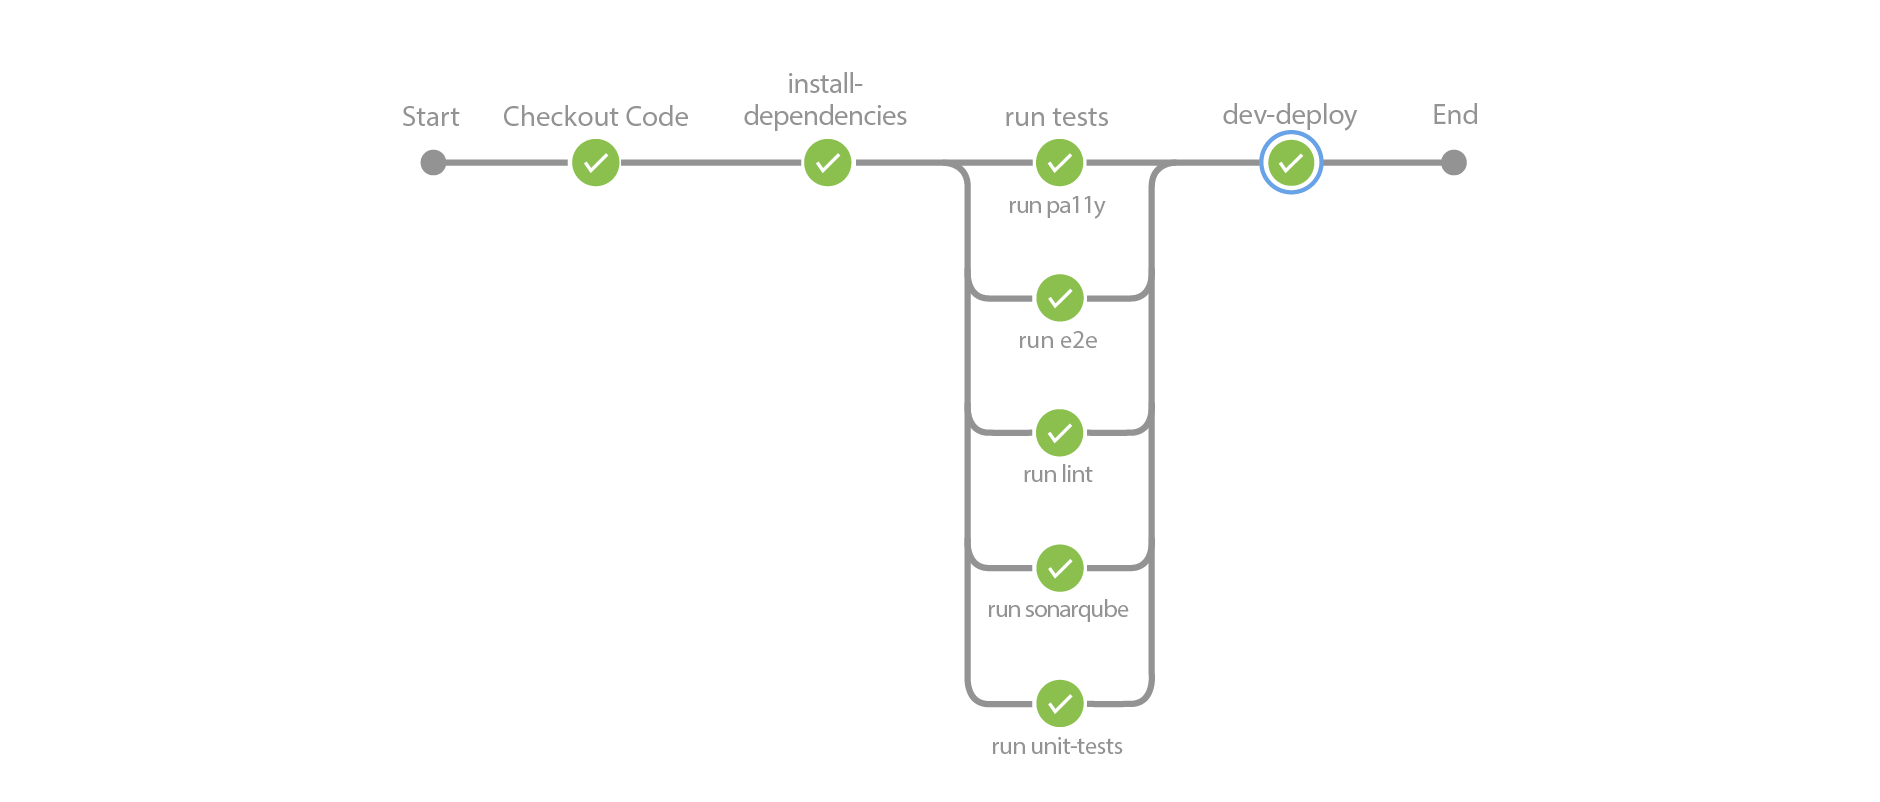 Start
Checkout Code
install-
dependencies
run tests
dev-deploy
End
run pa11y
run e2e
run lint
run sonarqube
run unit-tests